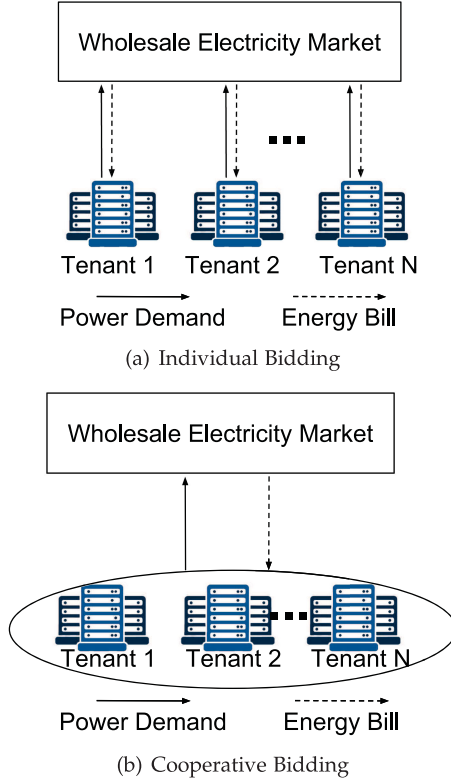 Wholesale Electricity Market
Tenant 1 Tenant 2 Tenant N
Power Demand Energy Bill
(a) Individual Bidding
Wholesale Electricity Market
Tenant 1 Tenant 2 Tenant N
Power Demand Energy Bill
(b) Cooperative Bidding